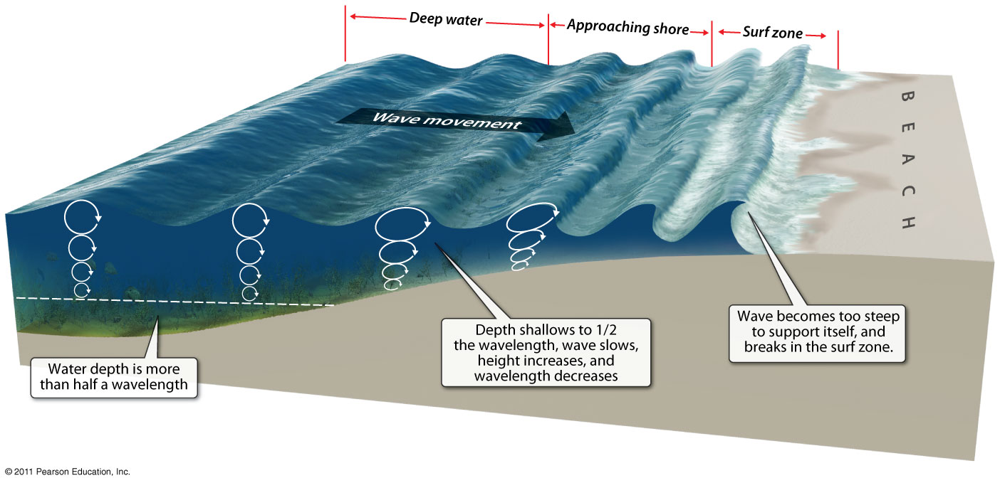 Deep water
Approaching shore
Surf zone
Wave movement
BEACH
Water depth is more
than half a wavelength
Depth shallows to 1/2
the wavelength, wave slows,
height increases, and
wavelength decreases
Wave becomes too steep
to support itself, and
breaks in the surf zone.
© 2011 Pearson Education, Inc.